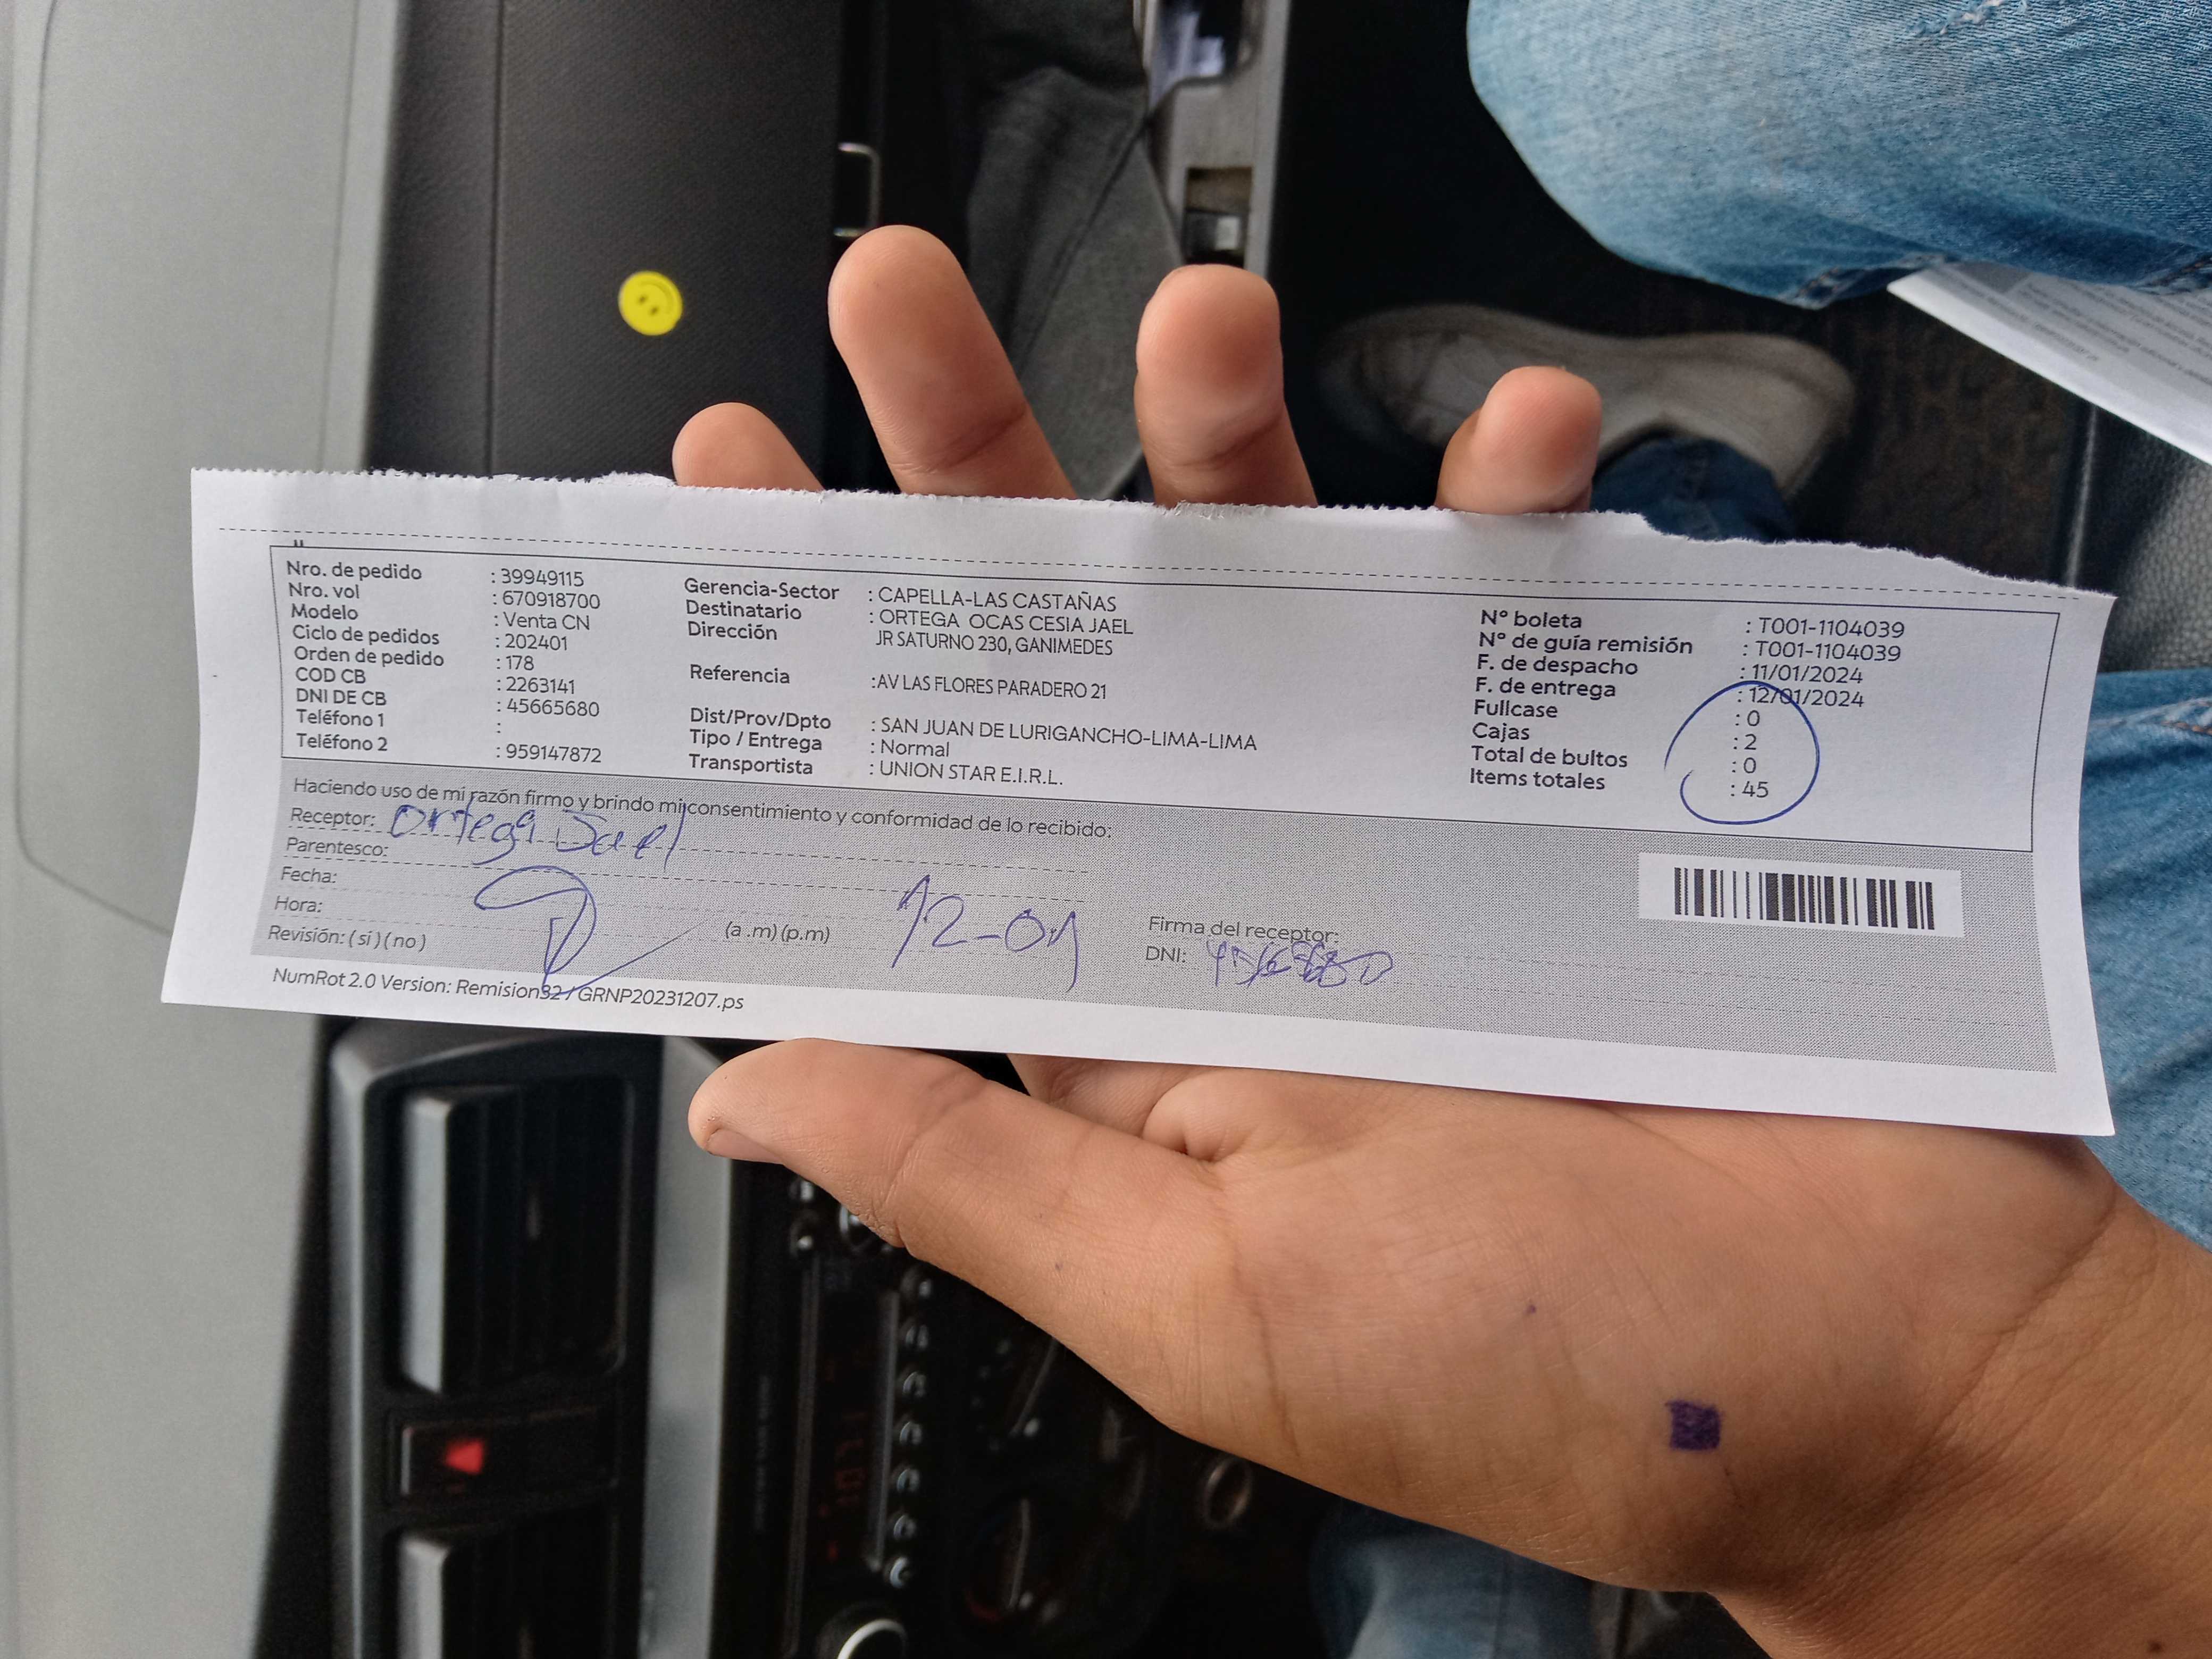 Nro. de pedido : 39949115
Nro. vol : 670918700
Modelo : Venta CN
Ciclo de pedidos : 202401
Orden de pedido : 178
COD CB : 2263141
DNI DE CB : 45665680
Teléfono 1 :
Teléfono 2 : 959147872
Gerencia-Sector : CAPELLA-LAS CASTAÑAS
Destinatario : ORTEGA OCAS CESIA JAEL
Dirección JR SATURNO 230, GANIMEDES
Referencia :AV LAS FLORES PARADERO 21
Dist/Prov/Dpto : SAN JUAN DE LURIGANCHO-LIMA-LIMA
Tipo / Entrega : Normal
Transportista : UNION STAR E.I.R.L.
N° boleta : T001-1104039
N° de guía remisión : T001-1104039
F. de despacho : 11/01/2024
F. de entrega : 12/01/2024
Fullcase : 0
Cajas : 2
Total de bultos : 0
Items totales : 45
Haciendo uso de mi razón firmo y brindo mi consentimiento y conformidad de lo recibido:
Receptor: Ortega Jael
Parentesco:
Fecha:
Hora: (a .m) (p.m) 12-01
Revisión: ( si ) ( no )
Firma del receptor:
DNI:
NumRot 2.0 Version: Remision32 / GRNP20231207.ps